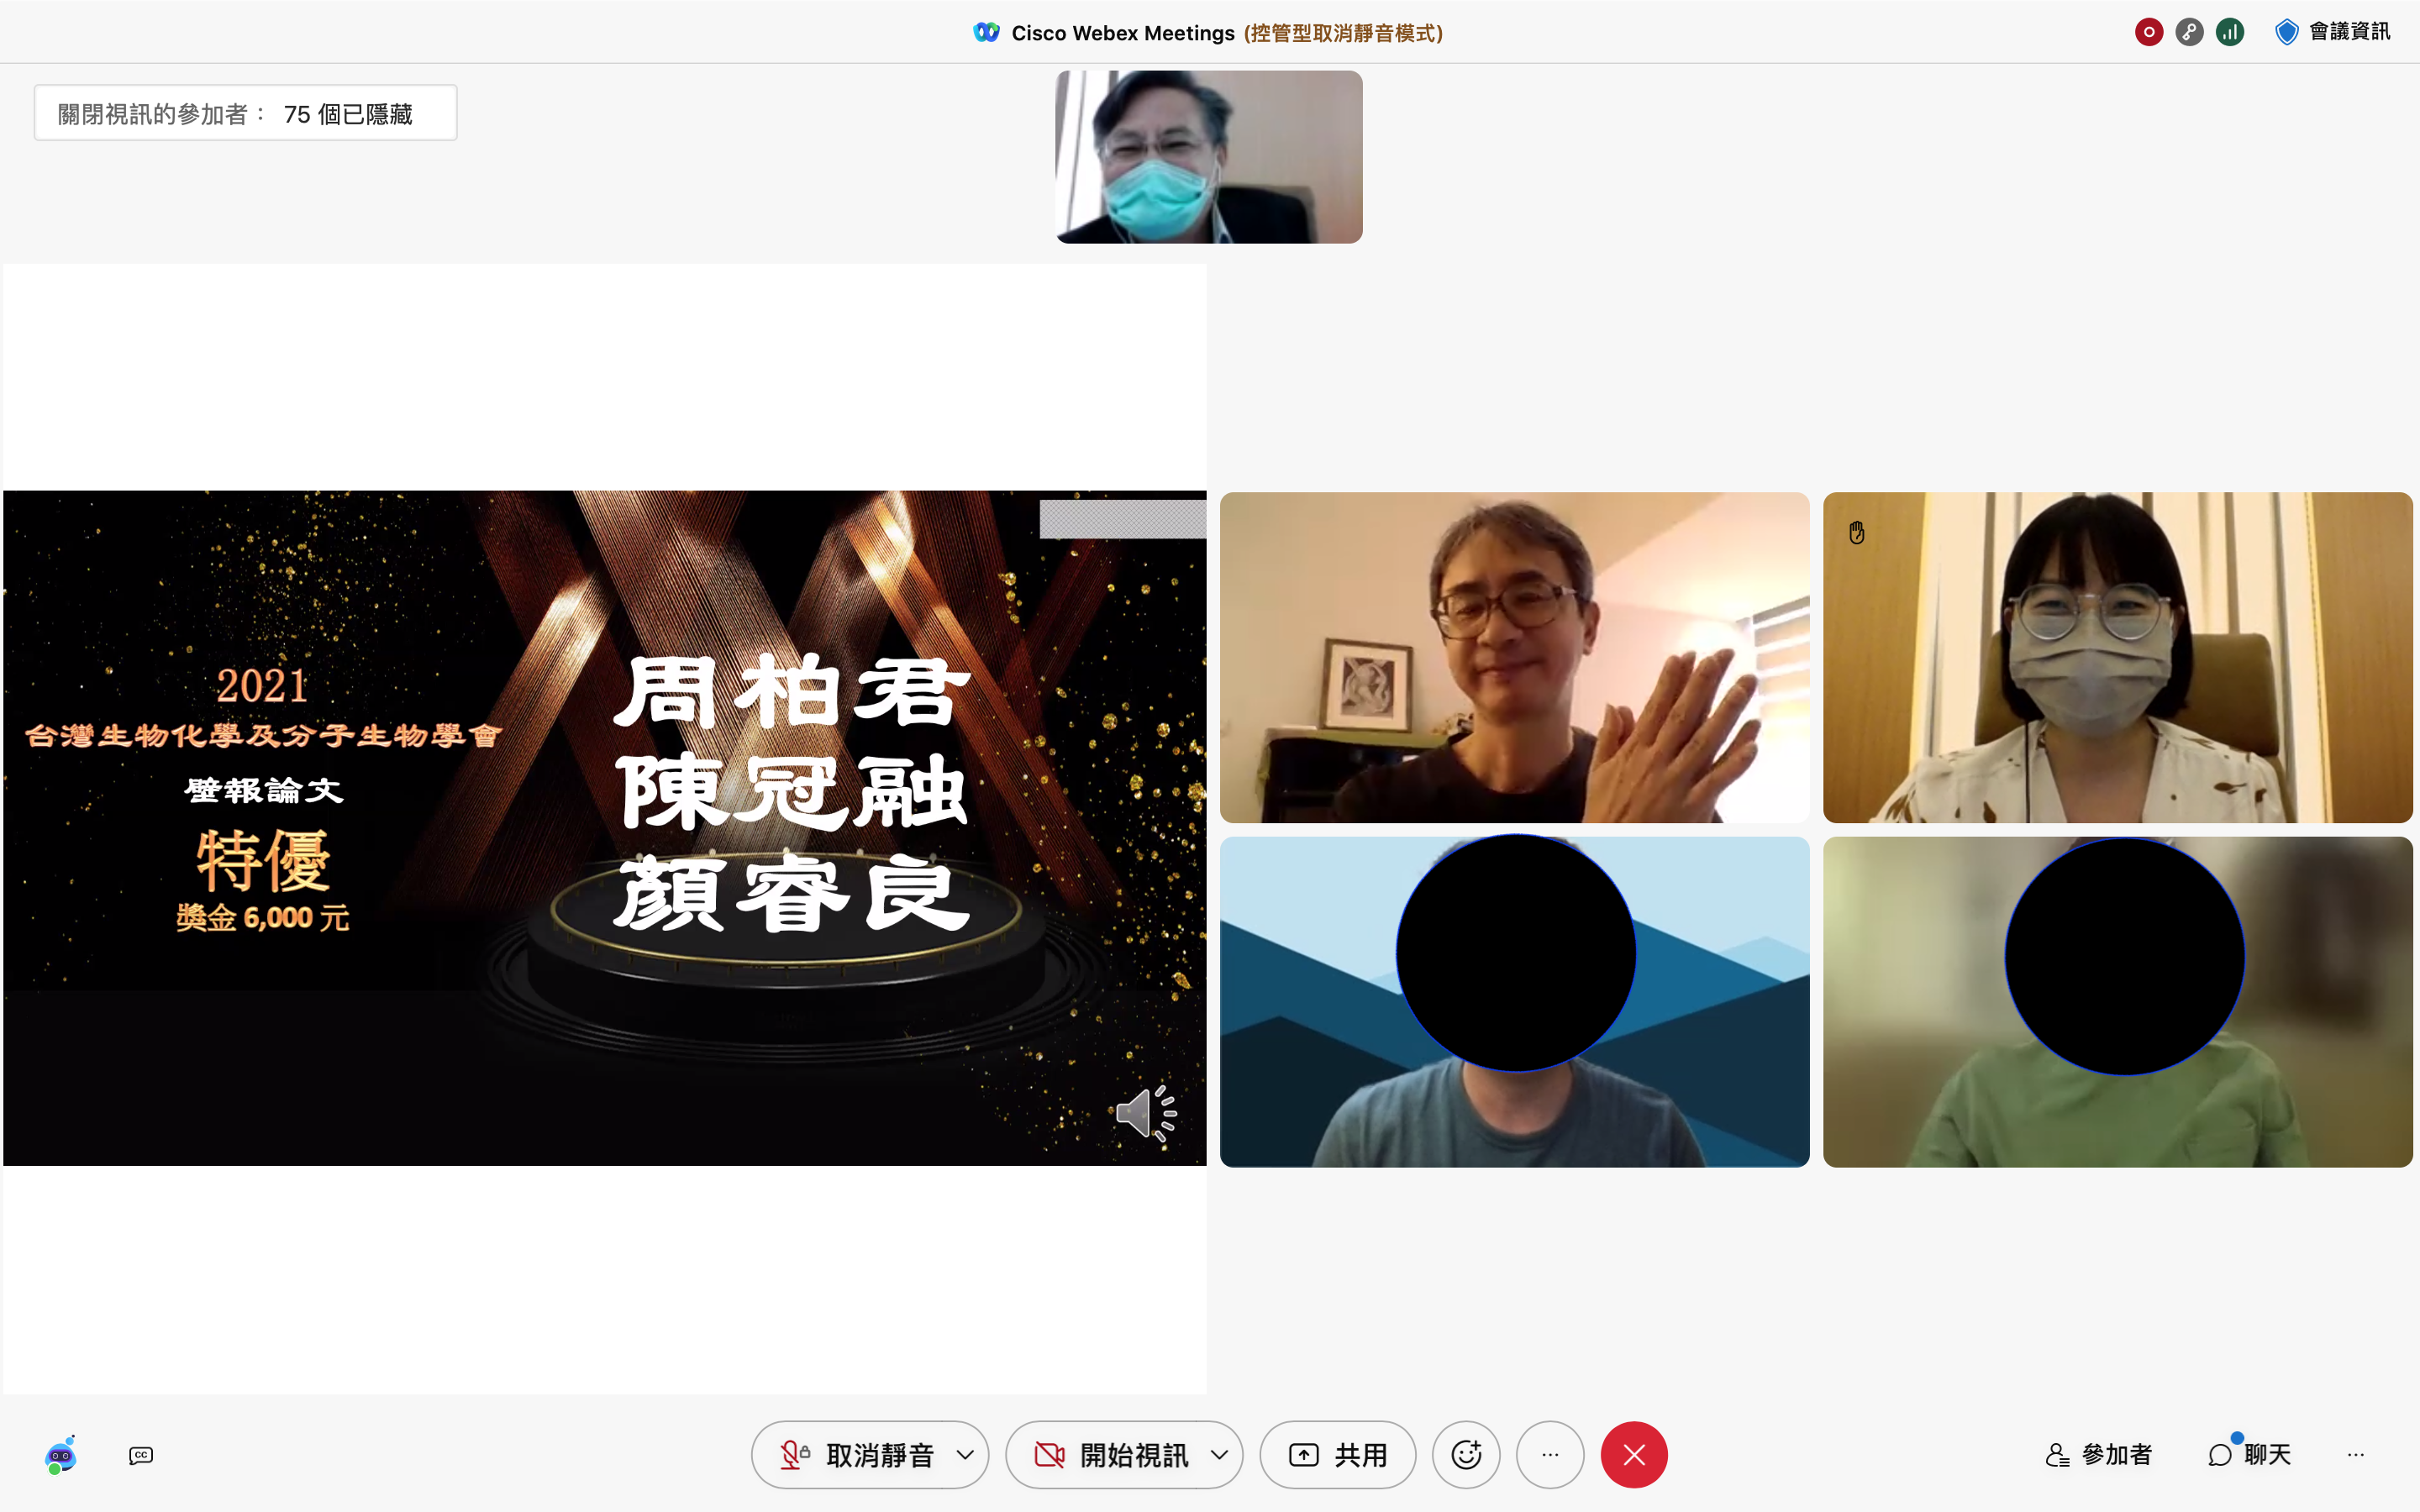 Cisco Webex Meetings (控管型取消靜音模式)
會議資訊
關閉視訊的參加者： 75 個已隱藏
2021
台灣生物化學及分子生物學會
壁報論文
特優
獎金 6,000 元
周柏君
陳冠融
顏睿良
CC
取消靜音
開始視訊
共用
參加者
聊天